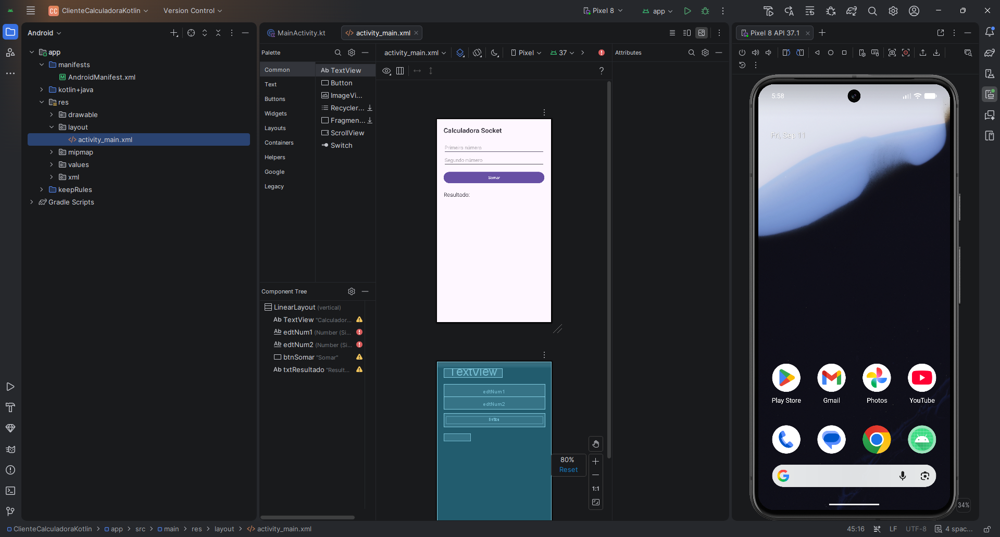 CC ClienteCalculadoraKotlin Version Control Pixel 8 app
Android
app
manifests
AndroidManifest.xml
kotlin+java
res
drawable
layout
activity_main.xml
mipmap
values
xml
keepRules
Gradle Scripts
MainActivity.kt activity_main.xml
Palette
Common
Text
Buttons
Widgets
Layouts
Containers
Helpers
Google
Legacy
Ab TextView
Button
ImageVi...
Recycler...
Fragmen...
ScrollView
Switch
activity_main.xml Pixel 37
Attributes
Component Tree
LinearLayout (vertical)
Ab TextView "Calculador...
Ab edtNum1 (Number (Si...
Ab edtNum2 (Number (Si...
btnSomar "Somar"
Ab txtResultado "Result...
Calculadora Socket
Primeiro número
Segundo número
Somar
Resultado:
TextView
edtNum1
edtNum2
Button
80%
Reset
1:1
Pixel 8 API 37.1
5:58
Fri, Sep 11
Play Store Gmail Photos YouTube
34%
ClienteCalculadoraKotlin > app > src > main > res > layout > activity_main.xml
45:16 LF UTF-8 4 spac...